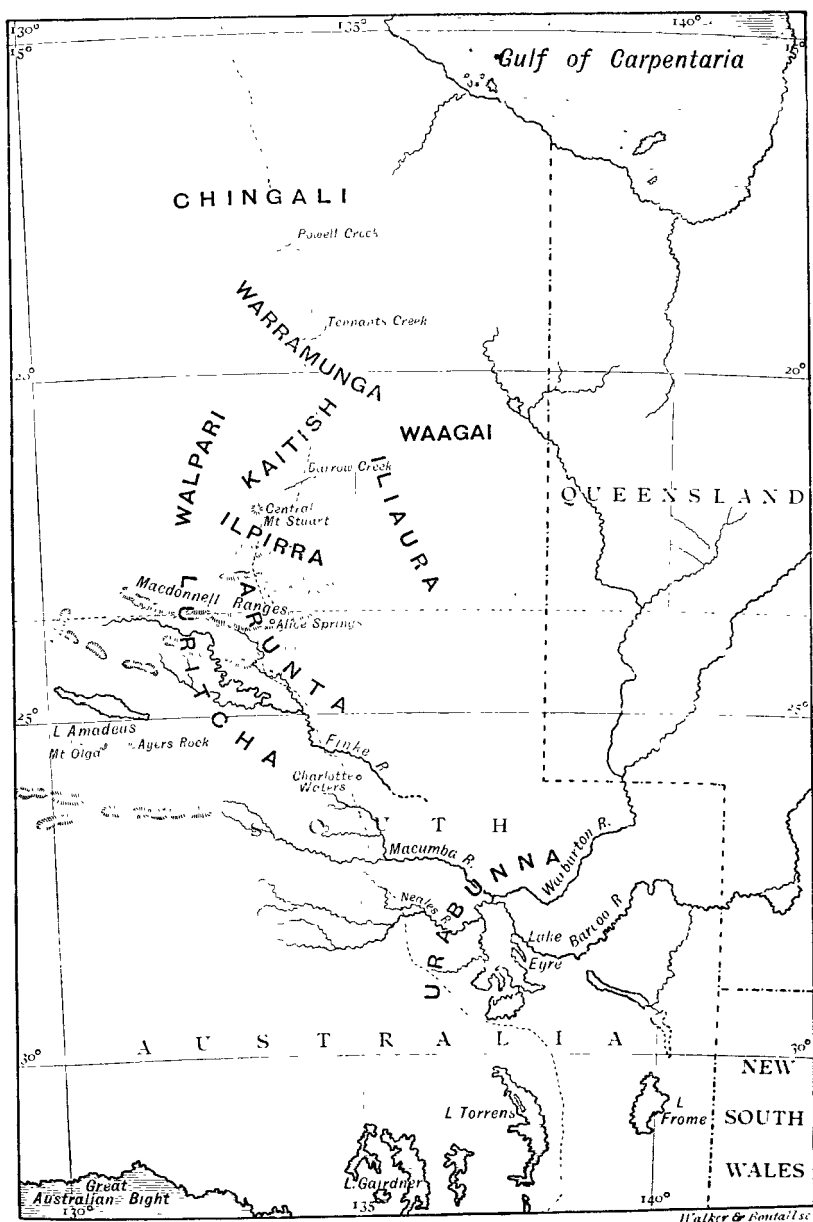 130° 135° 140°
15° 15°
Gulf of Carpentaria
CHINGALI
Powell Creek
WARRAMUNGA
Tennants Creek
20° 20°
WALPARI
KAITISH
WAAGAI
Barrow Creek
ILIAURA
QUEENSLAND
Central
Mt Stuart
ILPIRRA
Macdonnell Ranges
Alice Springs
ARUNTA
LURITCHA
25° 25°
L Amadeus
Mt Olga
Ayers Rock
Finke R
Charlotte
Waters
SOUTH
Macumba R.
Warburton R.
URABUNNA
Neales R.
Lake
Eyre
Barcoo R
AUSTRALIA
30° 30°
NEW
SOUTH
WALES
L Torrens
L
Frome
L. Gairdner
Great
Australian Bight
130° 135° 140°
Walker & Boutall sc